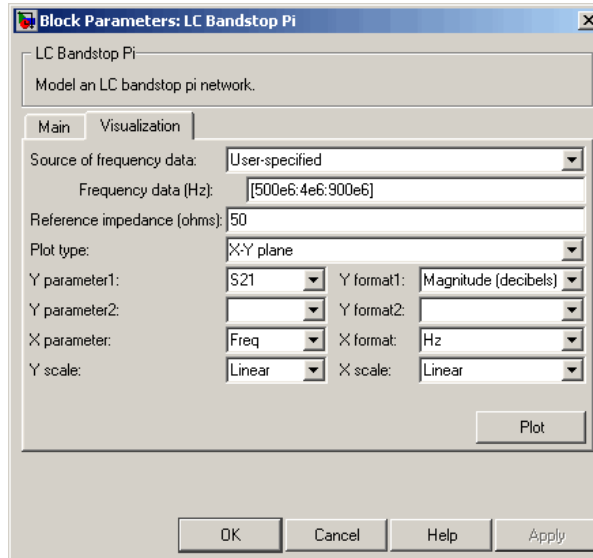 Block Parameters: LC Bandstop Pi
LC Bandstop Pi
Model an LC bandstop pi network.
Main Visualization
Source of frequency data: User-specified
Frequency data (Hz): [500e6:4e6:900e6]
Reference impedance (ohms): 50
Plot type: X-Y plane
Y parameter1: S21 Y format1: Magnitude (decibels)
Y parameter2: Y format2:
X parameter: Freq X format: Hz
Y scale: Linear X scale: Linear
Plot
OK Cancel Help Apply